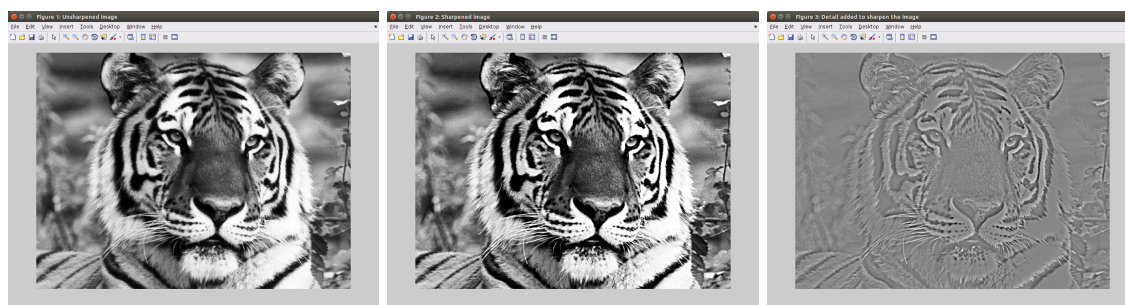 Figure 1: Unsharpened image
File Edit View Insert Tools Desktop Window Help
Figure 2: Sharpened image
File Edit View Insert Tools Desktop Window Help
Figure 3: Detail added to sharpen the image
File Edit View Insert Tools Desktop Window Help